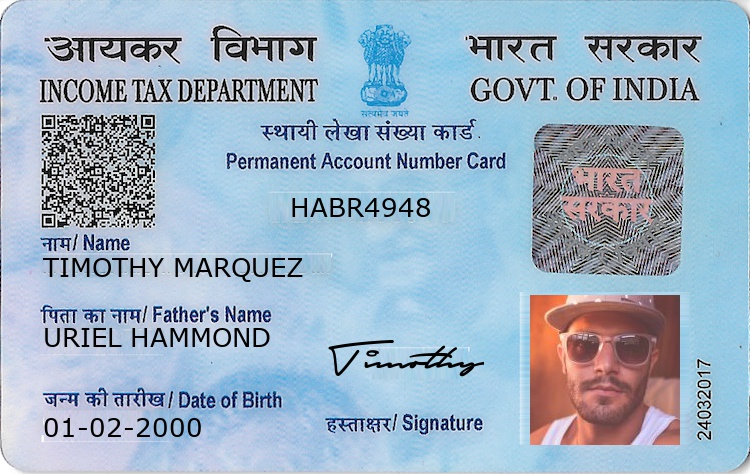 आयकर विभाग
INCOME TAX DEPARTMENT
सत्यमेव जयते
भारत सरकार
GOVT. OF INDIA
स्थायी लेखा संख्या कार्ड
Permanent Account Number Card
HABR4948
भारत
सरकार
नाम/ Name
TIMOTHY MARQUEZ
पिता का नाम/ Father's Name
URIEL HAMMOND
Timothy
जन्म की तारीख/ Date of Birth
01-02-2000
हस्ताक्षर/ Signature
24032017